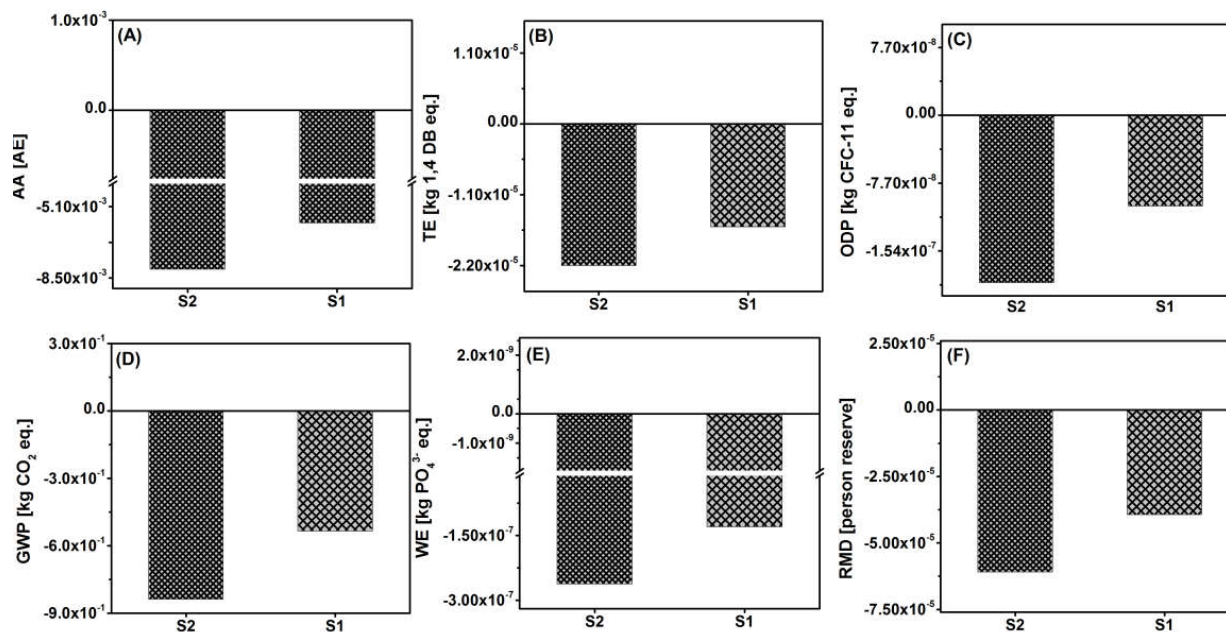 (A)
AA [AE]
1.0x10⁻³
0.0
-5.10x10⁻³
-8.50x10⁻³
S2 S1
(B)
TE [kg 1,4 DB eq.]
1.10x10⁻⁵
0.00
-1.10x10⁻⁵
-2.20x10⁻⁵
S2 S1
(C)
ODP [kg CFC-11 eq.]
7.70x10⁻⁸
0.00
-7.70x10⁻⁸
-1.54x10⁻⁷
S2 S1
(D)
GWP [kg CO₂ eq.]
3.0x10⁻¹
0.0
-3.0x10⁻¹
-6.0x10⁻¹
-9.0x10⁻¹
S2 S1
(E)
WE [kg PO₄³⁻ eq.]
2.0x10⁻⁹
0.0
-1.0x10⁻⁹
-1.50x10⁻⁷
-3.00x10⁻⁷
S2 S1
(F)
RMD [person reserve]
2.50x10⁻⁵
0.00
-2.50x10⁻⁵
-5.00x10⁻⁵
-7.50x10⁻⁵
S2 S1